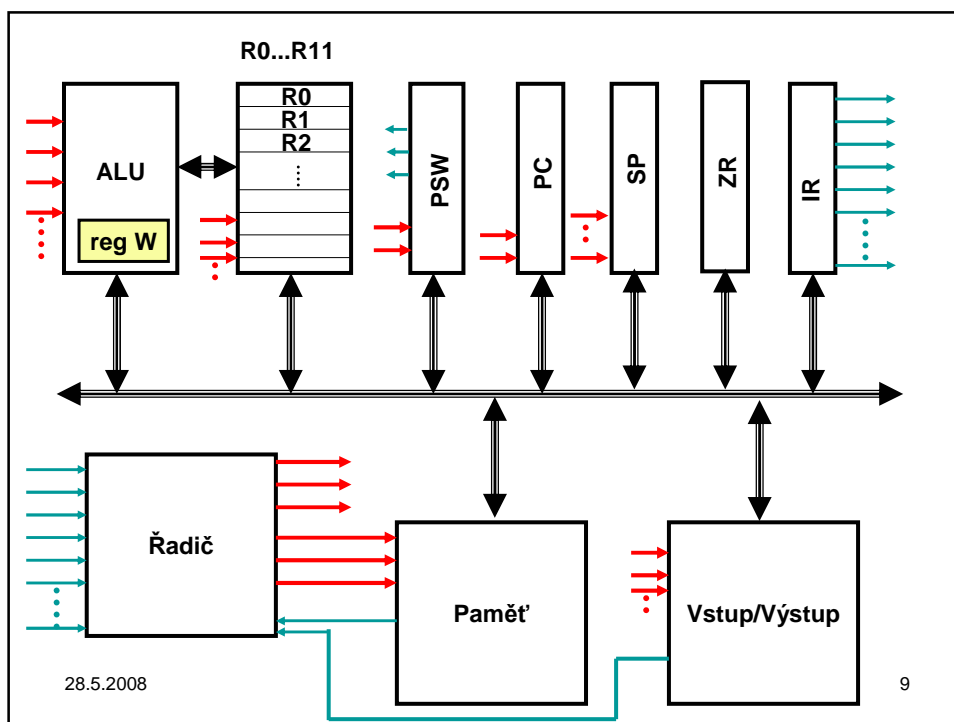 R0...R11
ALU
reg W
R0
R1
R2
PSW
PC
SP
ZR
IR
Řadič
Paměť
Vstup/Výstup
28.5.2008
9